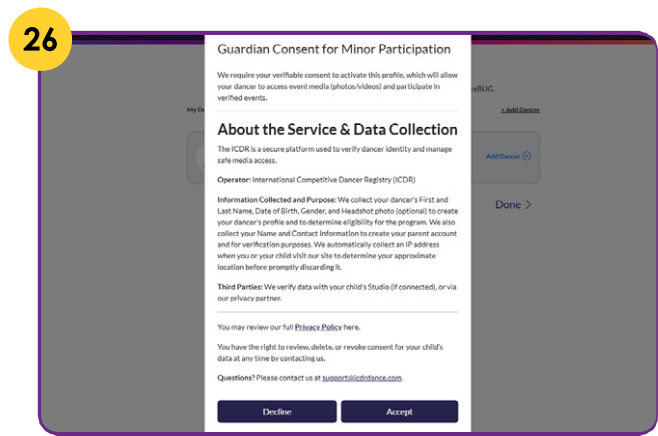 26
Guardian Consent for Minor Participation
We require your verifiable consent to activate this profile, which will allow
your dancer to access event media (photos/videos) and participate in
verified events.
ceBUG.
+ Add Dancer
About the Service & Data Collection
The ICDR is a secure platform used to verify dancer identity and manage
safe media access.
Add Dancer
Operator: International Competitive Dancer Registry (ICDR)
Information Collected and Purpose: We collect your dancer's First and
Last Name, Date of Birth, Gender, and Headshot photo (optional) to create
your dancer's profile and to determine eligibility for the program. We also
collect your Name and Contact Information to create your parent account
and for verification purposes. We automatically collect an IP address
when you or your child visit our site to determine your approximate
location before promptly discarding it.
Done >
Third Parties: We verify data with your child's Studio (if connected), or via
our privacy partner.
You may review our full Privacy Policy here.
You have the right to review, delete, or revoke consent for your child's
data at any time by contacting us.
Questions? Please contact us at support@icdrdance.com.
Decline
Accept